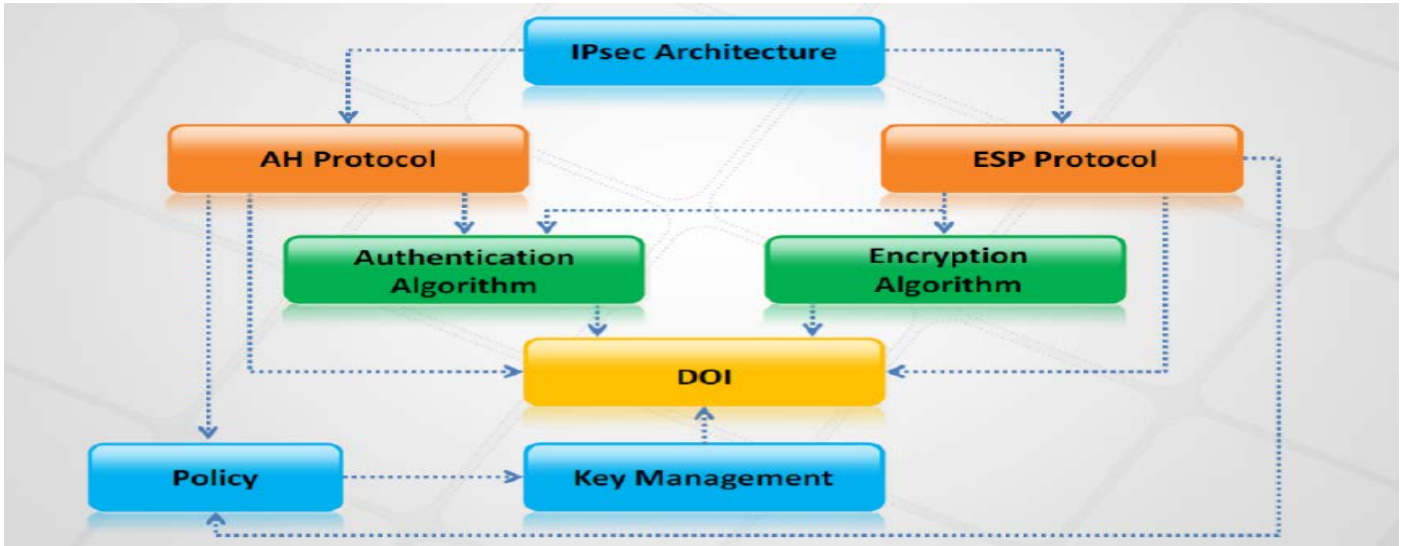 IPsec Architecture
AH Protocol
ESP Protocol
Authentication
Algorithm
Encryption
Algorithm
DOI
Policy
Key Management